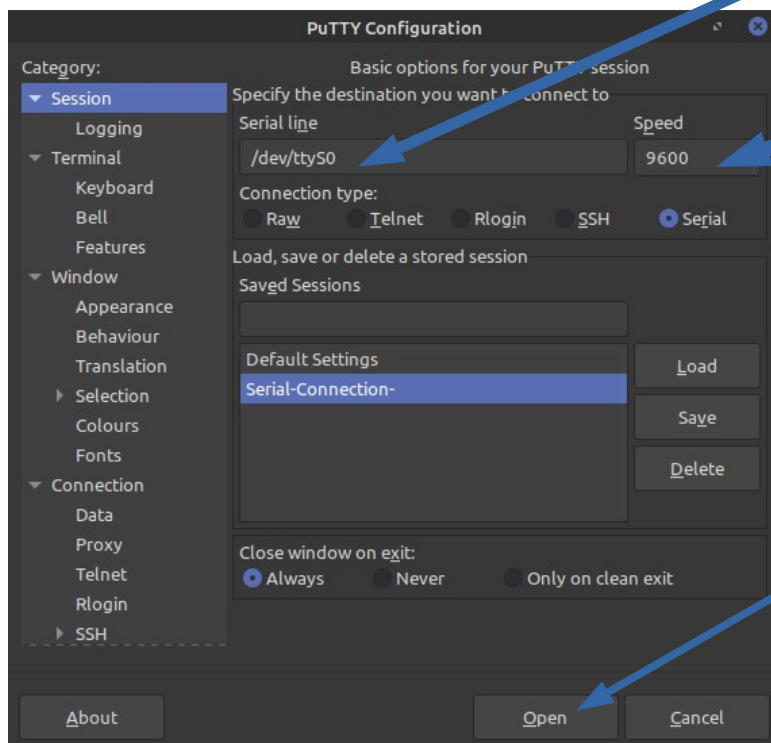 PuTTY Configuration
Category:
Session
Logging
Terminal
Keyboard
Bell
Features
Window
Appearance
Behaviour
Translation
Selection
Colours
Fonts
Connection
Data
Proxy
Telnet
Rlogin
SSH
Basic options for your PuTTY session
Specify the destination you want to connect to
Serial line Speed
/dev/ttyS0 9600
Connection type:
Raw Telnet Rlogin SSH Serial
Load, save or delete a stored session
Saved Sessions
Default Settings
Serial-Connection-
Load
Save
Delete
Close window on exit:
Always Never Only on clean exit
About Open Cancel